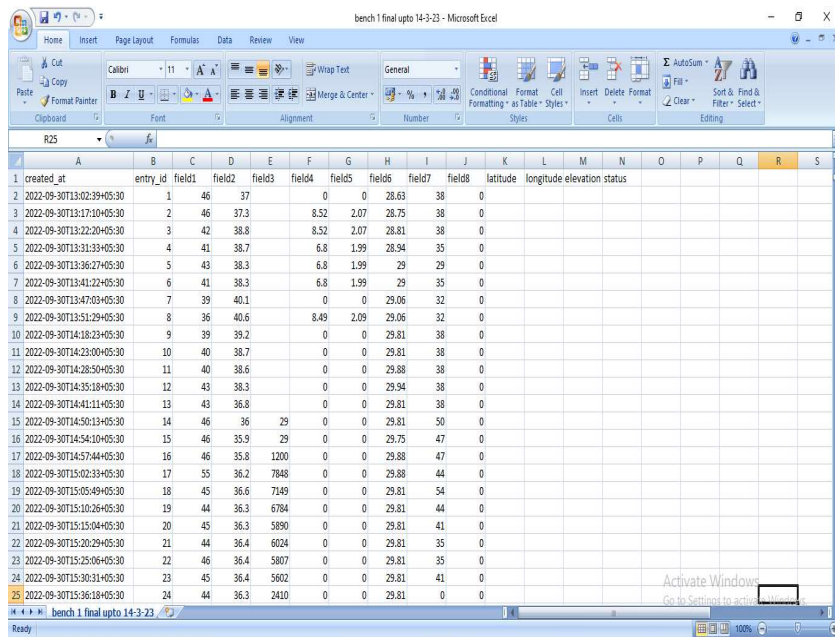 bench 1 final upto 14-3-23 - Microsoft Excel
Home Insert Page Layout Formulas Data Review View
Paste
Cut
Copy
Format Painter
Clipboard
Calibri 11 A A
B I U A
Font
Wrap Text
Merge & Center
Alignment
General
% ,
Number
Conditional Formatting
Format as Table
Cell Styles
Styles
Insert Delete Format
Cells
Σ AutoSum
Fill
Clear
Sort & Filter
Find & Select
Editing
R25 fx
A B C D E F G H I J K L M N O P Q R S
1 created_at entry_id field1 field2 field3 field4 field5 field6 field7 field8 latitude longitude elevation status
2 2022-09-30T13:02:39+05:30 1 46 37 0 0 28.63 38 0
3 2022-09-30T13:17:10+05:30 2 46 37.3 8.52 2.07 28.75 38 0
4 2022-09-30T13:22:20+05:30 3 42 38.8 8.52 2.07 28.81 38 0
5 2022-09-30T13:31:33+05:30 4 41 38.7 6.8 1.99 28.94 35 0
6 2022-09-30T13:36:27+05:30 5 43 38.3 6.8 1.99 29 29 0
7 2022-09-30T13:41:22+05:30 6 41 38.3 6.8 1.99 29 35 0
8 2022-09-30T13:47:03+05:30 7 39 40.1 0 0 29.06 32 0
9 2022-09-30T13:51:29+05:30 8 36 40.6 8.49 2.09 29.06 32 0
10 2022-09-30T14:18:23+05:30 9 39 39.2 0 0 29.81 38 0
11 2022-09-30T14:23:00+05:30 10 40 38.7 0 0 29.81 38 0
12 2022-09-30T14:28:50+05:30 11 40 38.6 0 0 29.88 38 0
13 2022-09-30T14:35:18+05:30 12 43 38.3 0 0 29.94 38 0
14 2022-09-30T14:41:11+05:30 13 43 36.8 0 0 29.81 38 0
15 2022-09-30T14:50:13+05:30 14 46 36 29 0 0 29.81 50 0
16 2022-09-30T14:54:10+05:30 15 46 35.9 29 0 0 29.75 47 0
17 2022-09-30T14:57:44+05:30 16 46 35.8 1200 0 0 29.88 47 0
18 2022-09-30T15:02:33+05:30 17 55 36.2 7848 0 0 29.88 44 0
19 2022-09-30T15:05:49+05:30 18 45 36.6 7149 0 0 29.81 54 0
20 2022-09-30T15:10:26+05:30 19 44 36.3 6784 0 0 29.81 44 0
21 2022-09-30T15:15:04+05:30 20 45 36.3 5890 0 0 29.81 41 0
22 2022-09-30T15:20:29+05:30 21 44 36.4 6024 0 0 29.81 35 0
23 2022-09-30T15:25:06+05:30 22 46 36.4 5807 0 0 29.81 35 0
24 2022-09-30T15:30:31+05:30 23 45 36.4 5602 0 0 29.81 41 0
25 2022-09-30T15:36:18+05:30 24 44 36.3 2410 0 0 29.81 0 0
Activate Windows
Go to Settings to activate Windows.
bench 1 final upto 14-3-23
Ready 100%